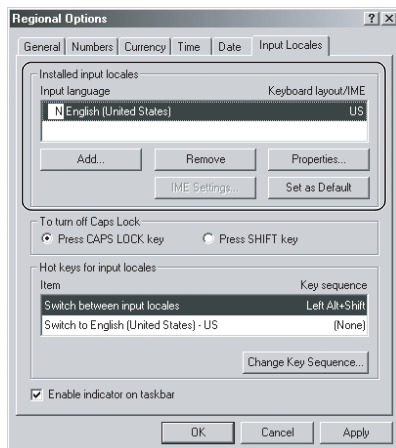 Regional Options
General Numbers Currency Time Date Input Locales
Installed input locales
Input language Keyboard layout/IME
N English (United States) US
Add... Remove Properties...
IME Settings... Set as Default
To turn off Caps Lock
Press CAPS LOCK key Press SHIFT key
Hot keys for input locales
Item Key sequence
Switch between input locales Left Alt+Shift
Switch to English (United States) - US (None)
Change Key Sequence...
Enable indicator on taskbar
OK Cancel Apply